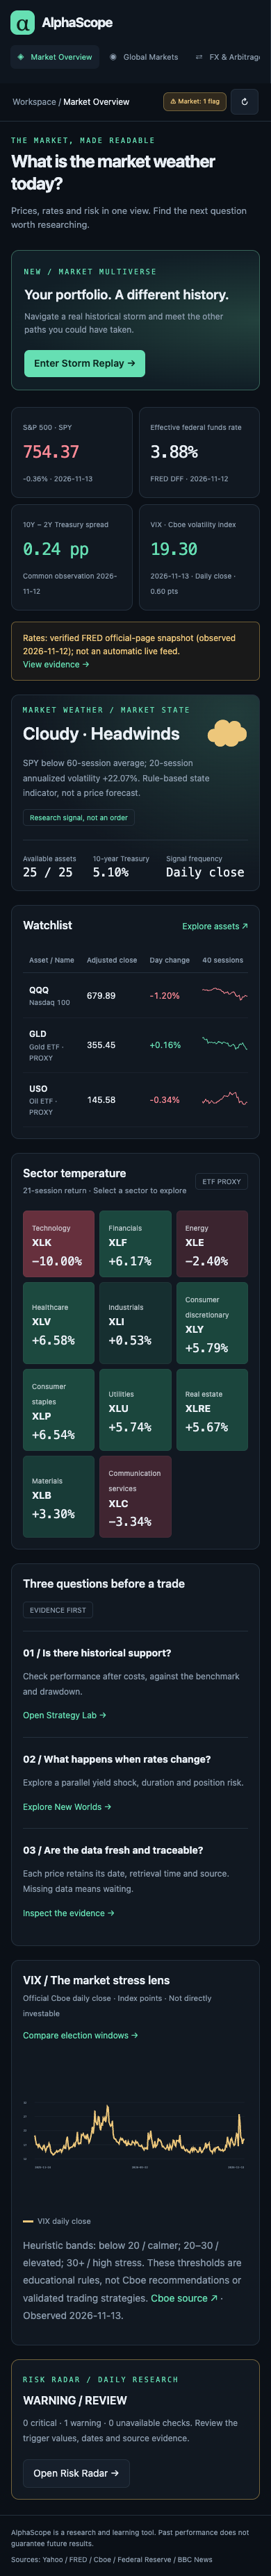 α AlphaScope
Market Overview Global Markets FX & Arbitrage
Workspace / Market Overview
⚠ Market: 1 flag
↻
THE MARKET, MADE READABLE
What is the market weather
today?
Prices, rates and risk in one view. Find the next question
worth researching.
NEW / MARKET MULTIVERSE
Your portfolio. A different history.
Navigate a real historical storm and meet the other
paths you could have taken.
Enter Storm Replay →
S&P 500 · SPY
754.37
-0.36% · 2026-11-13
Effective federal funds rate
3.88%
FRED DFF · 2026-11-12
10Y – 2Y Treasury spread
0.24 pp
Common observation 2026-
11-12
VIX · Cboe volatility index
19.30
2026-11-13 · Daily close ·
0.60 pts
Rates: verified FRED official-page snapshot (observed
2026-11-12); not an automatic live feed.
View evidence →
MARKET WEATHER / MARKET STATE
Cloudy · Headwinds
SPY below 60-session average; 20-session
annualized volatility +22.07%. Rule-based state
indicator, not a price forecast.
Research signal, not an order
Available assets
25 / 25
10-year Treasury
5.10%
Signal frequency
Daily close
Watchlist
Explore assets ↗
Asset / Name Adjusted close Day change 40 sessions
QQQ
Nasdaq 100
679.89 -1.20%
GLD
Gold ETF ·
PROXY
355.45 +0.16%
USO
Oil ETF ·
PROXY
145.58 -0.34%
Sector temperature
21-session return · Select a sector to explore
ETF PROXY
Technology
XLK
−10.00%
Financials
XLF
+6.17%
Energy
XLE
−2.40%
Healthcare
XLV
+6.58%
Industrials
XLI
+0.53%
Consumer
discretionary
XLY
+5.79%
Consumer
staples
XLP
+6.54%
Utilities
XLU
+5.74%
Real estate
XLRE
+5.67%
Materials
XLB
+3.30%
Communication
services
XLC
−3.34%
Three questions before a trade
EVIDENCE FIRST
01 / Is there historical support?
Check performance after costs, against the benchmark
and drawdown.
Open Strategy Lab →
02 / What happens when rates change?
Explore a parallel yield shock, duration and position risk.
Explore New Worlds →
03 / Are the data fresh and traceable?
Each price retains its date, retrieval time and source.
Missing data means waiting.
Inspect the evidence →
VIX / The market stress lens
Official Cboe daily close · Index points · Not directly
investable
Compare election windows →
VIX daily close
Heuristic bands: below 20 / calmer; 20–30 /
elevated; 30+ / high stress. These thresholds are
educational rules, not Cboe recommendations or
validated trading strategies. Cboe source ↗ ·
Observed 2026-11-13.
RISK RADAR / DAILY RESEARCH
WARNING / REVIEW
0 critical · 1 warning · 0 unavailable checks. Review the
trigger values, dates and source evidence.
Open Risk Radar →
AlphaScope is a research and learning tool. Past performance does not
guarantee future results.
Sources: Yahoo / FRED / Cboe / Federal Reserve / BBC News